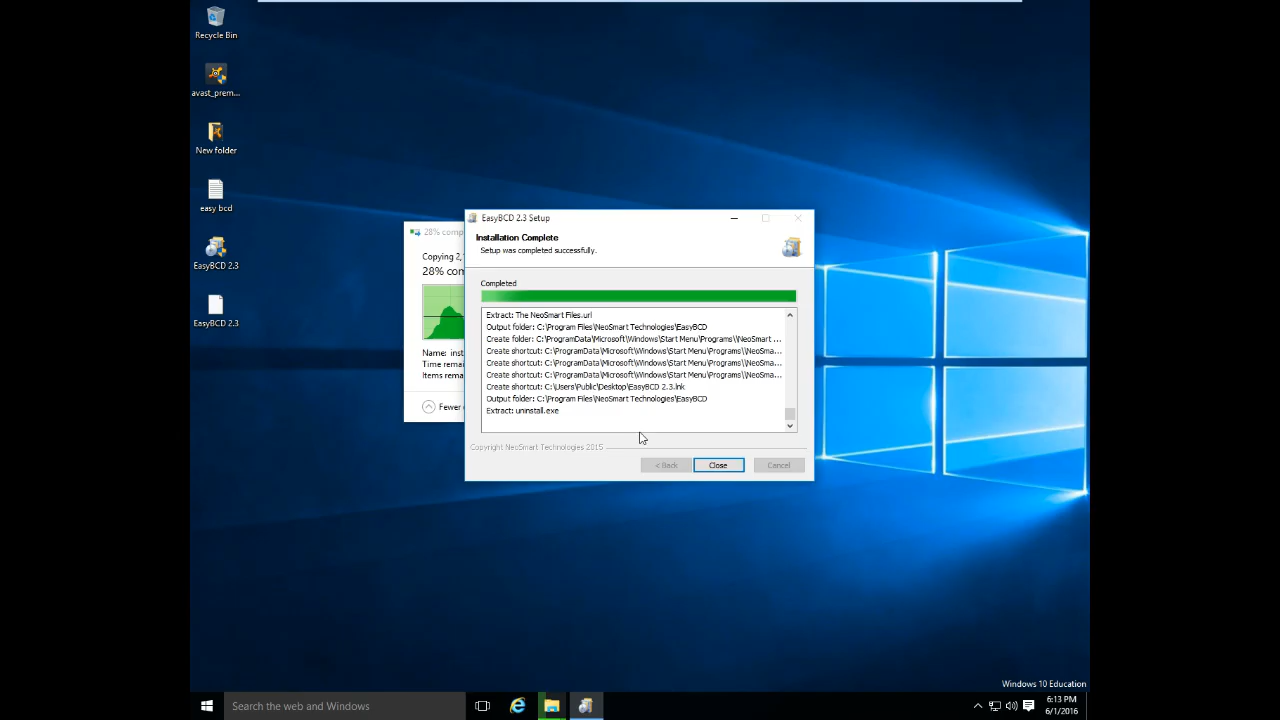 Recycle Bin
avast_prem...
New folder
easy bcd
EasyBCD 2.3
EasyBCD 2.3
28% comp
Copying 2,
28% com
Name: inst
Time remai
Items remai
Fewer
EasyBCD 2.3 Setup
Installation Complete
Setup was completed successfully.
Completed
Extract: The NeoSmart Files.url
Output folder: C:\Program Files\NeoSmart Technologies\EasyBCD
Create folder: C:\ProgramData\Microsoft\Windows\Start Menu\Programs\\NeoSmart ...
Create shortcut: C:\ProgramData\Microsoft\Windows\Start Menu\Programs\\NeoSma...
Create shortcut: C:\ProgramData\Microsoft\Windows\Start Menu\Programs\\NeoSma...
Create shortcut: C:\ProgramData\Microsoft\Windows\Start Menu\Programs\\NeoSma...
Create shortcut: C:\Users\Public\Desktop\EasyBCD 2.3.lnk
Output folder: C:\Program Files\NeoSmart Technologies\EasyBCD
Extract: uninstall.exe
Copyright NeoSmart Technologies 2015
< Back Close Cancel
Windows 10 Education
Search the web and Windows
6:13 PM
6/1/2016